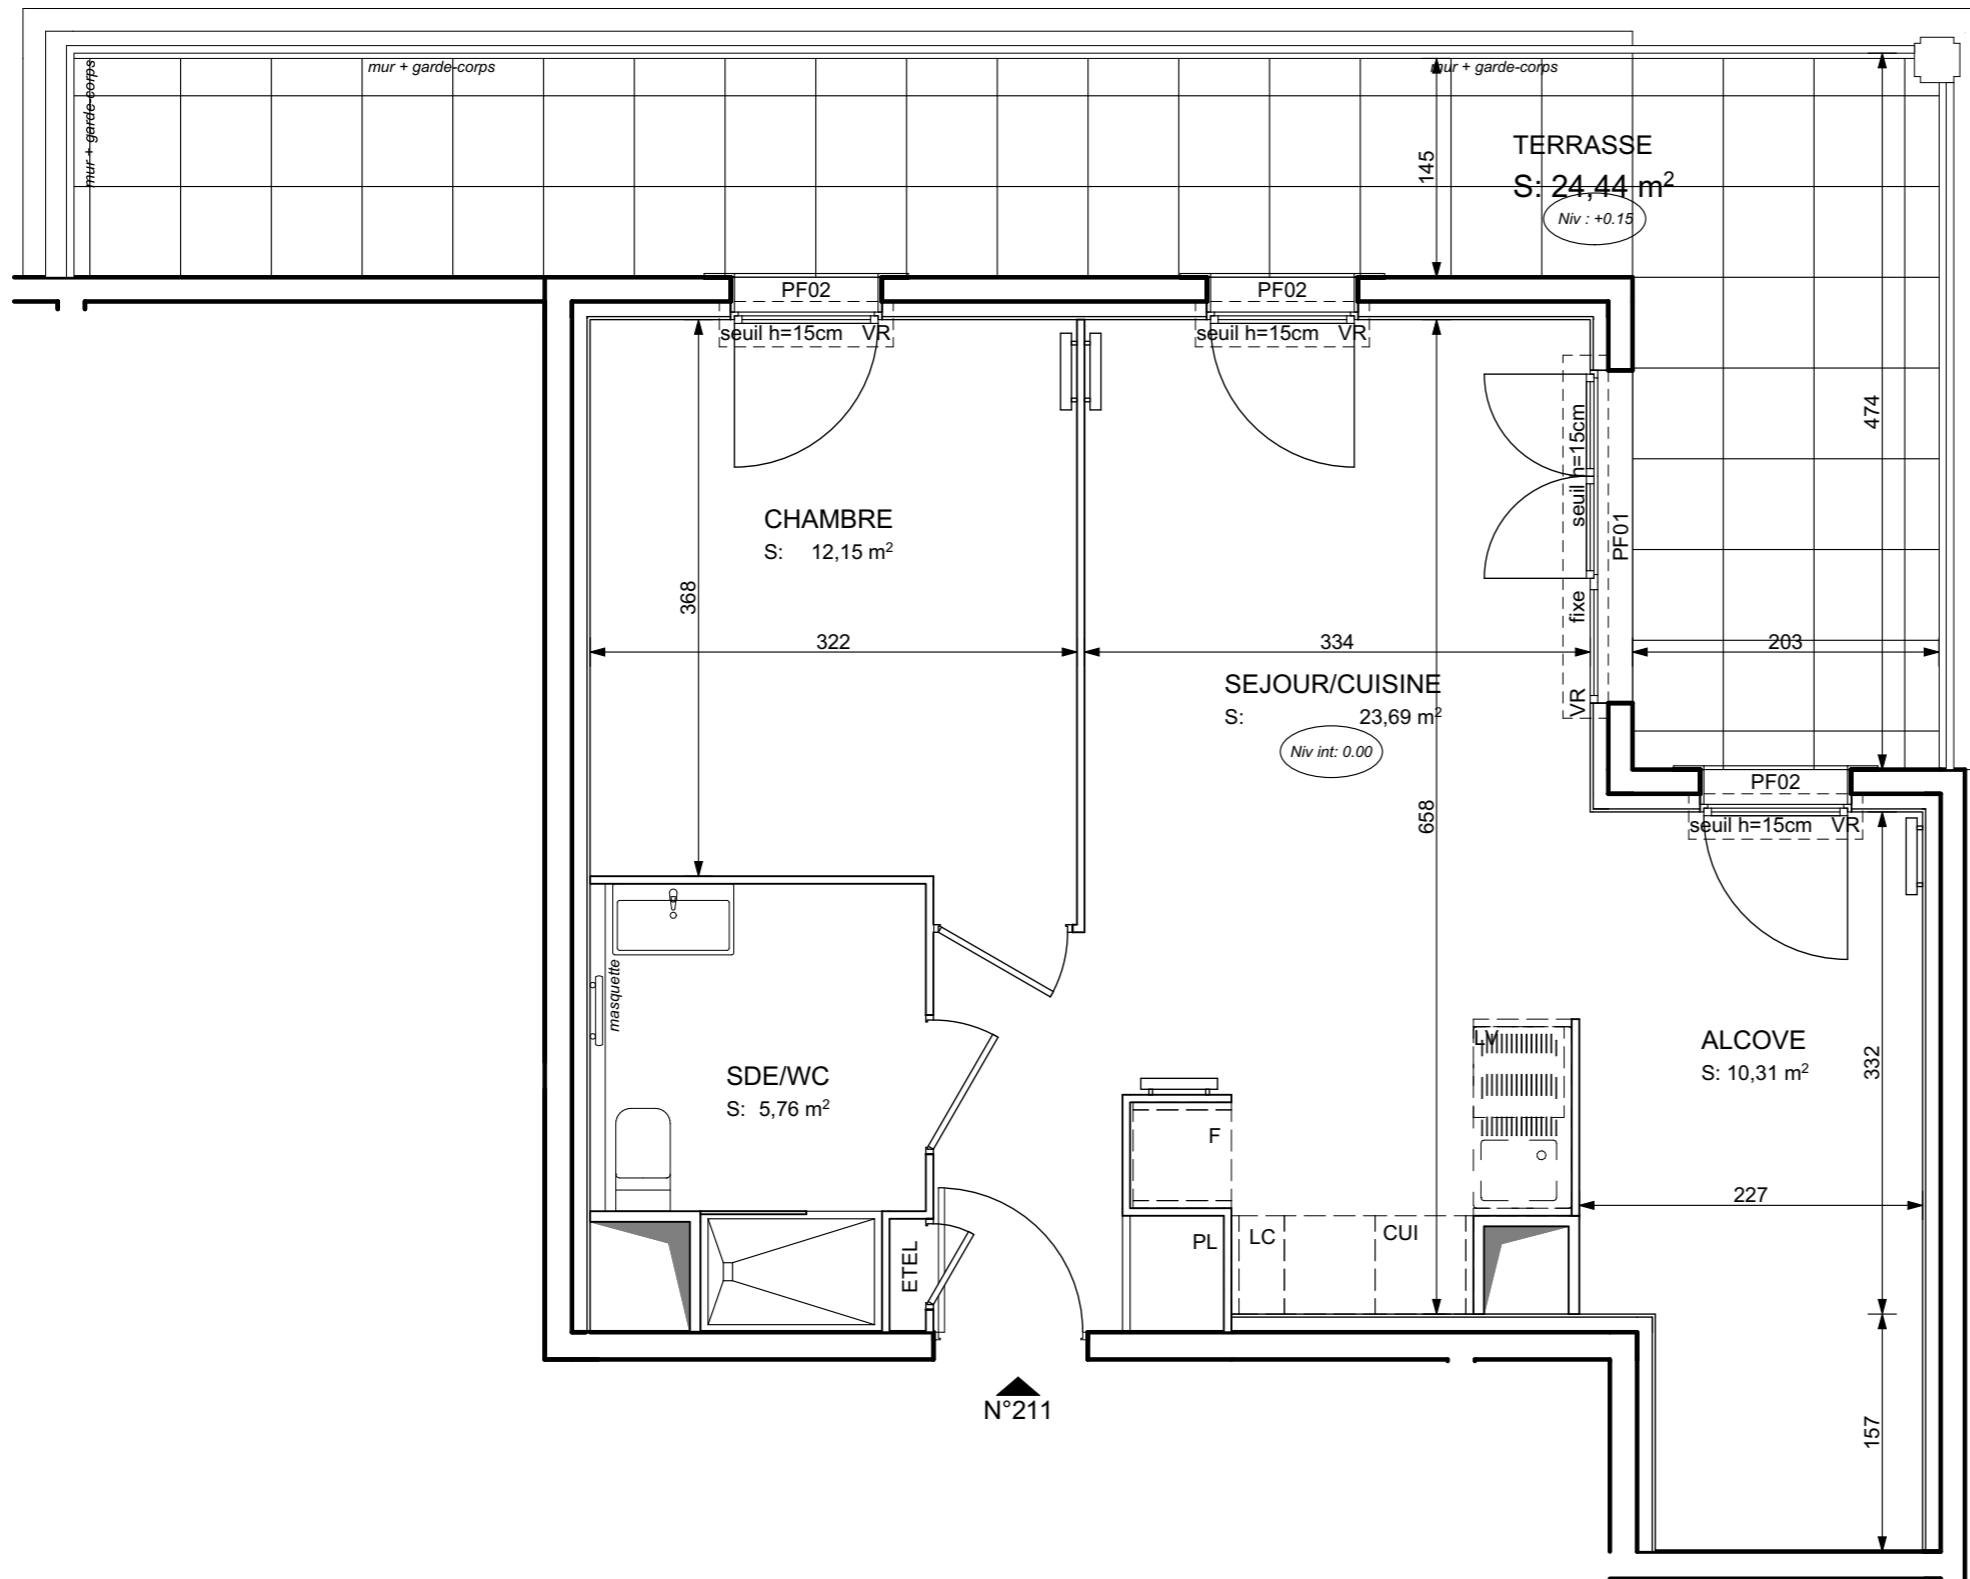 mur + garde-corps
mur + garde-corps
mur + garde-corps
145
TERRASSE
S: 24,44 m²
Niv : +0.15
474
PF02
seuil h=15cm VR
PF02
seuil h=15cm VR
seuil h=15cm
fixe
VR
PF01
CHAMBRE
S: 12,15 m²
368
322
334
203
SEJOUR/CUISINE
S: 23,69 m²
Niv int: 0.00
658
PF02
seuil h=15cm VR
masquette
SDE/WC
S: 5,76 m²
LV
ALCOVE
S: 10,31 m²
332
F
227
ETEL
PL
LC
CUI
N°211
157